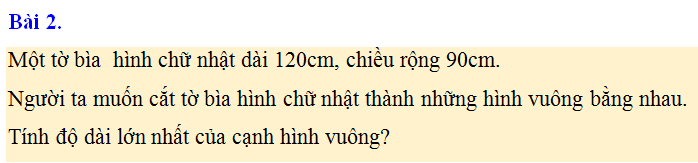 Bài 2.
Một tờ bìa hình chữ nhật dài 120cm, chiều rộng 90cm.
Người ta muốn cắt tờ bìa hình chữ nhật thành những hình vuông bằng nhau.
Tính độ dài lớn nhất của cạnh hình vuông?